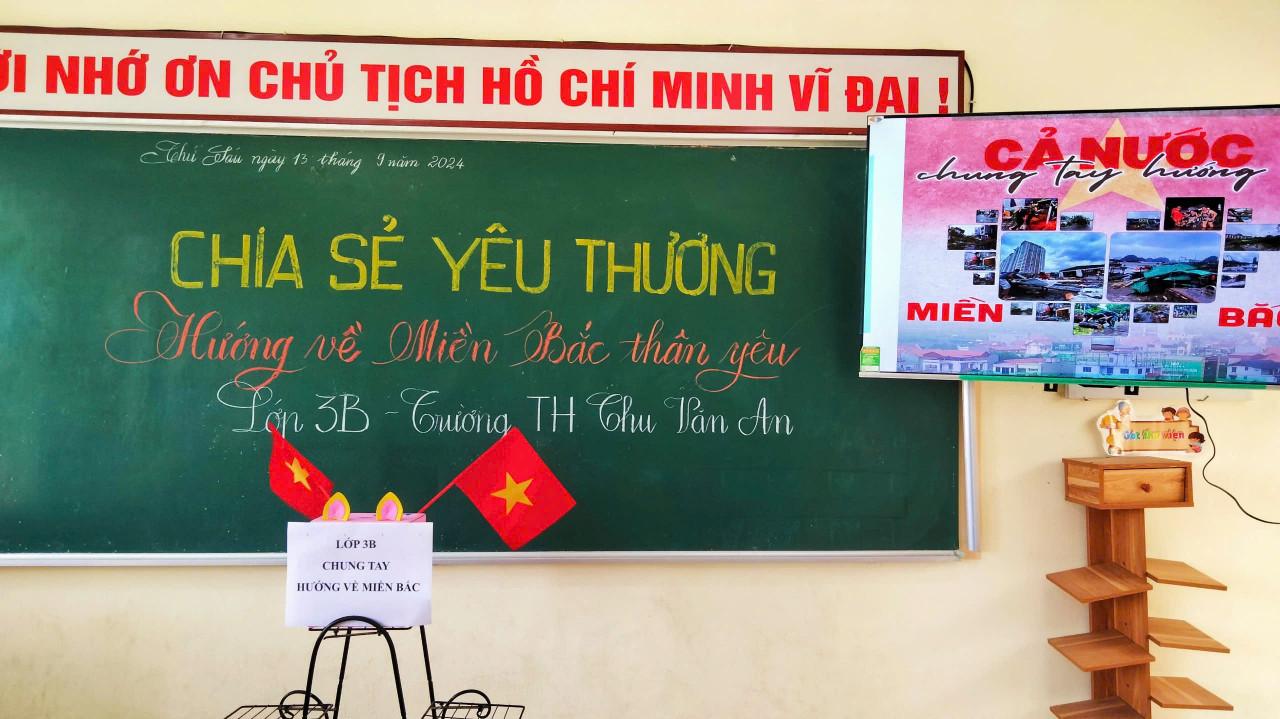 ỜI NHỚ ƠN CHỦ TỊCH HỒ CHÍ MINH VĨ ĐẠI !
Thứ Sáu ngày 13 tháng 9 năm 2024
CHIA SẺ YÊU THƯƠNG
Hướng về Miền Bắc thân yêu
Lớp 3B - Trường TH Chu Văn An
LỚP 3B
CHUNG TAY
HƯỚNG VỀ MIỀN BẮC
CẢ NƯỚC
chung tay hướng
MIỀN BẮC